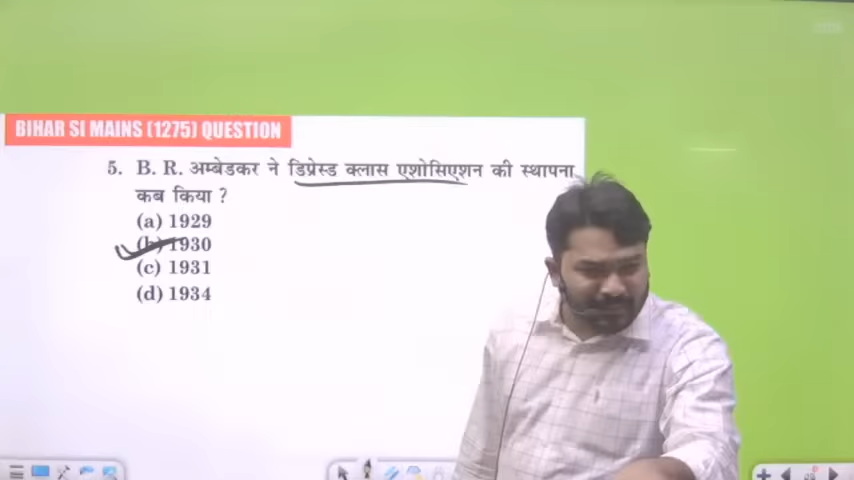 BIHAR SI MAINS (1275) QUESTION
5. B. R. अम्बेडकर ने डिप्रेस्ड क्लास एशोसिएशन की स्थापना
कब किया ?
(a) 1929
(b) 1930
(c) 1931
(d) 1934